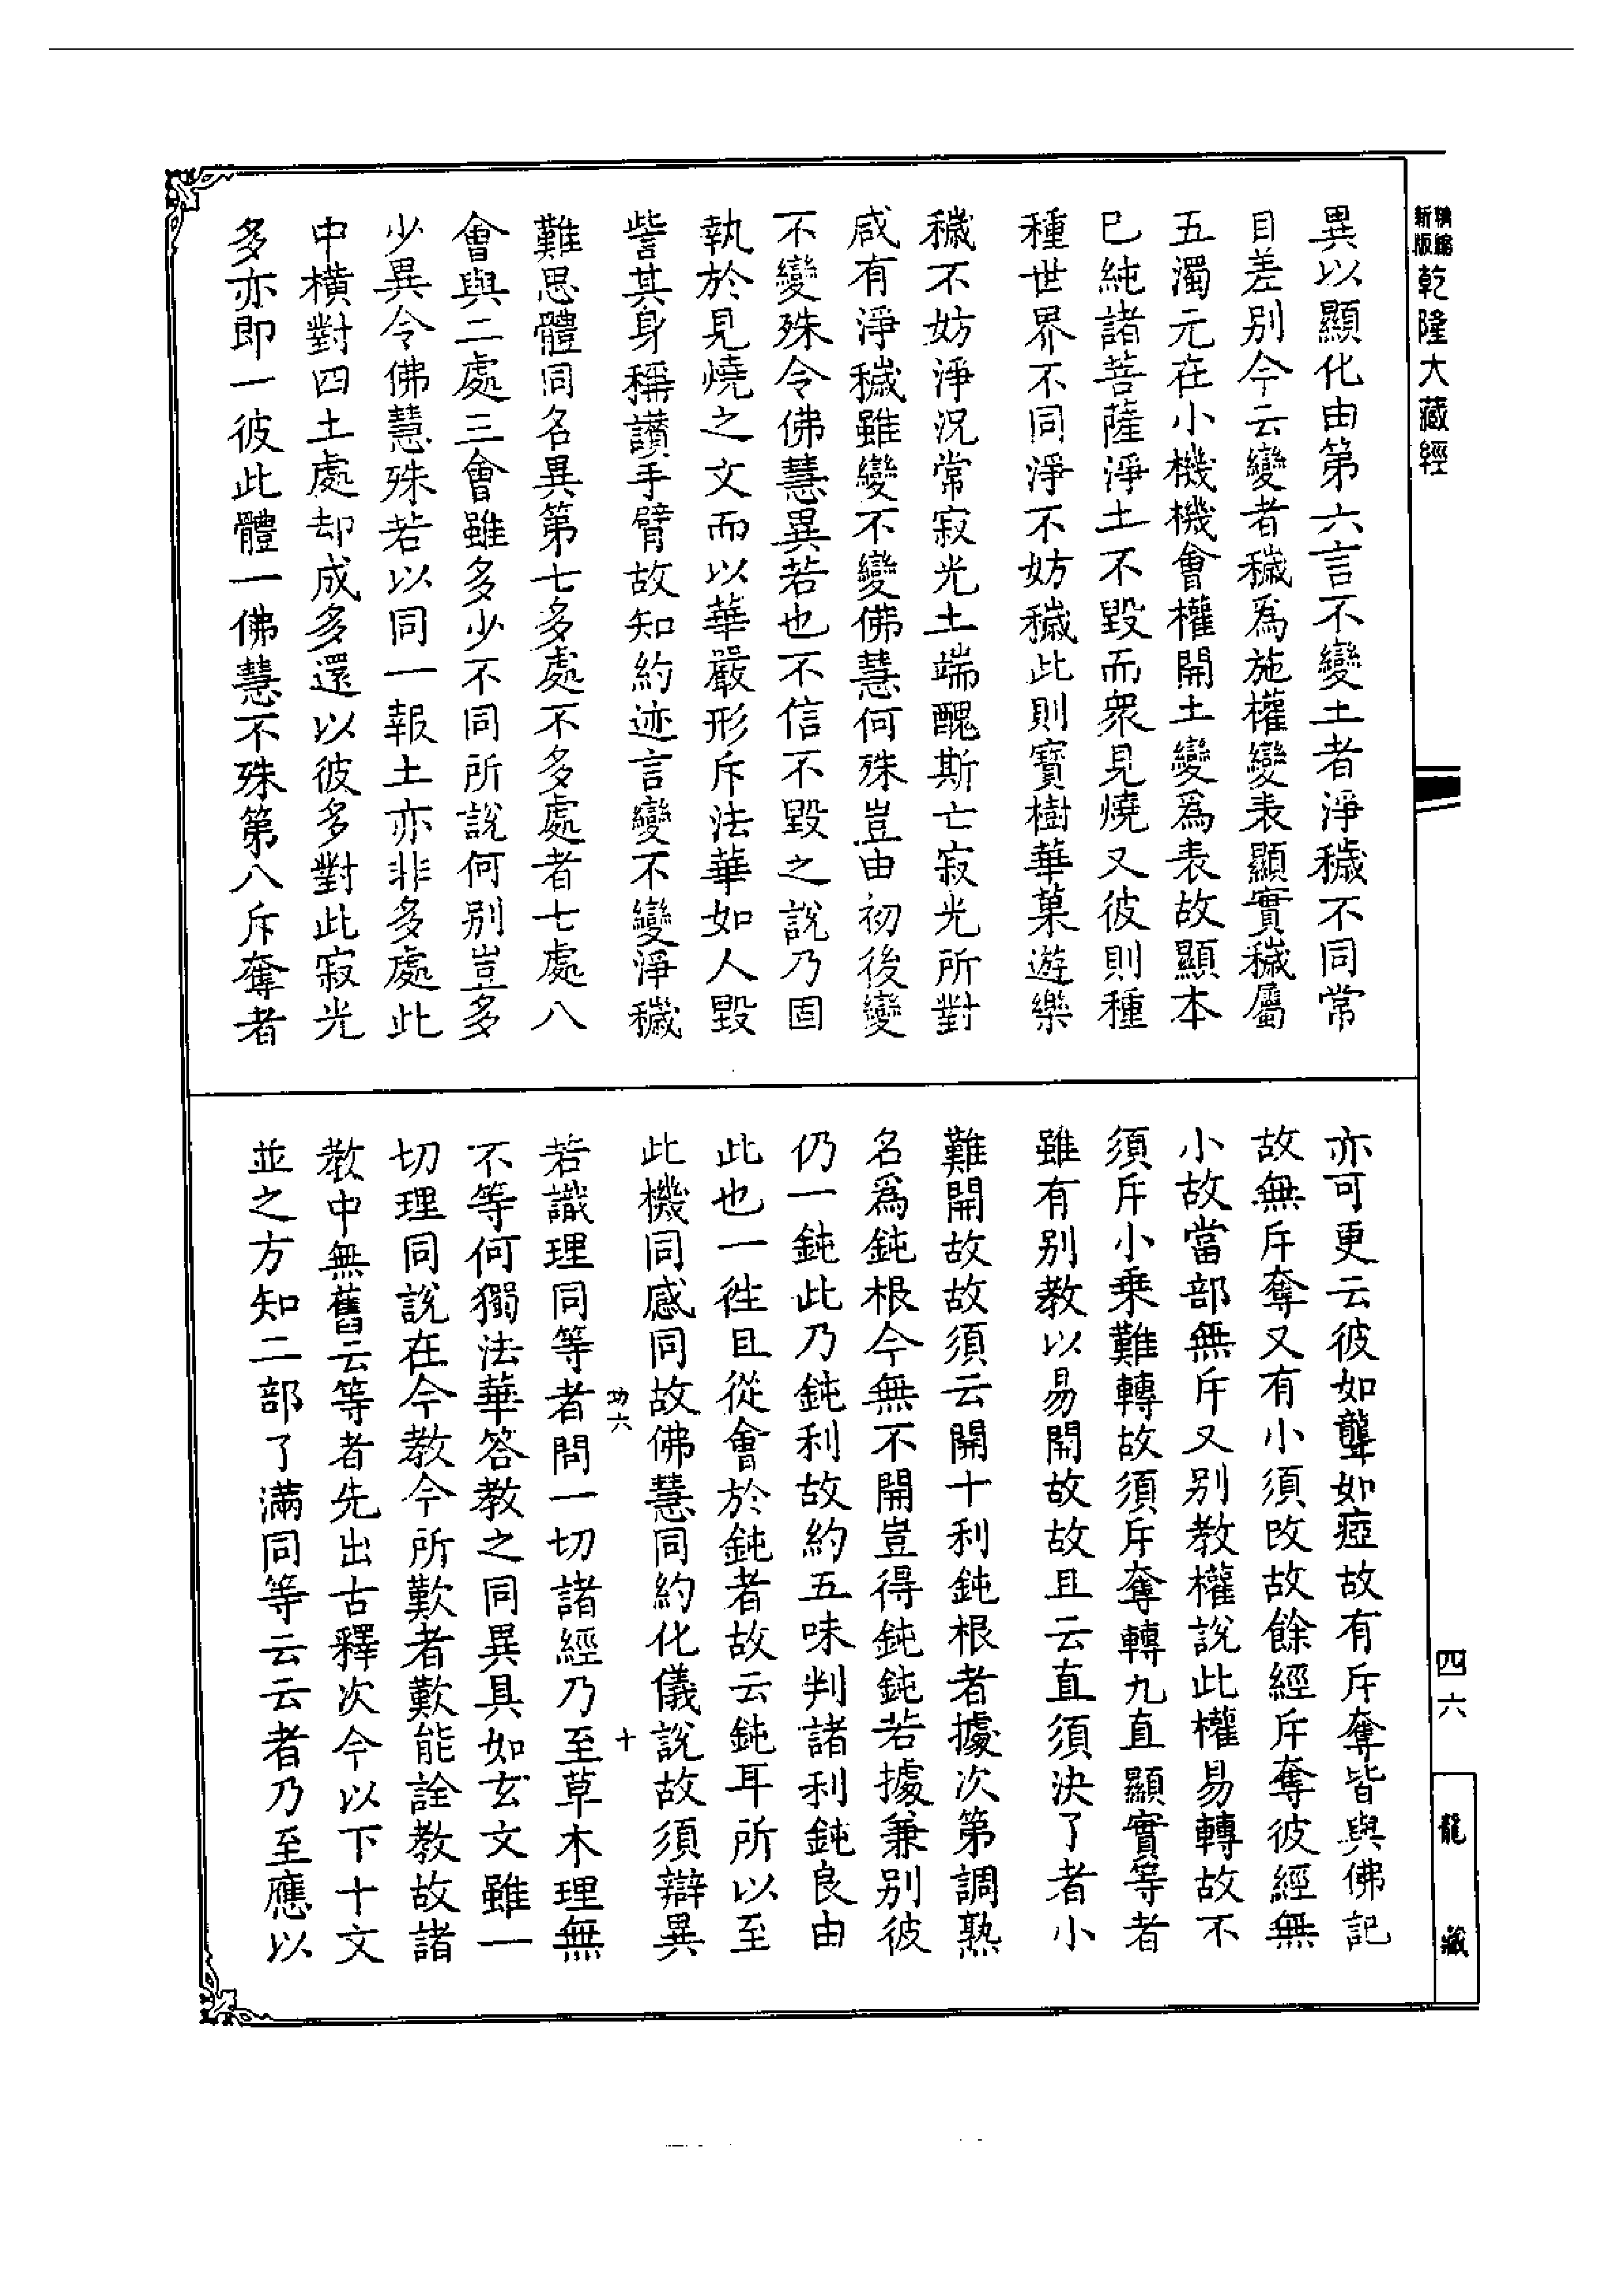 新版精縮乾隆大藏經
異以顯化由第六言不變土者淨穢不同常
目差别今云變者穢爲施權變表顯實穢屬
五濁元在小機機會權開土變爲表故顯本
已純諸菩薩淨土不毀而衆見燒又彼則種
種世界不同淨不妨穢此則寳樹華菓遊樂
穢不妨淨況常寂光土端醜斯亡寂光所對
咸有淨穢雖變不變佛慧何殊豈由初後變
不變殊令佛慧異若也不信不毀之說乃固
執於見燒之文而以華嚴形斥法華如人毀
訾其身稱讃手臂故知約迹言變不變淨穢
難思體同名異第七多處不多處者七處八
會與二處三會雖多少不同所說何别豈多
少異令佛慧殊若以同一報土亦非多處此
中橫對四土處却成多還以彼多對此寂光
多亦即一彼此體一佛慧不殊第八斥奪者
亦可更云彼如聾如瘂故有斥奪皆與佛記
故無斥奪又有小須改故餘經斥奪彼經無
小故當部無斥又别教權說此權易轉故不
須斥小乗難轉故須斥奪轉九直顯實等者
雖有别教以易開故且云直須決了者小
難開故故須云開十利鈍根者據次第調熟
名爲鈍根今無不開豈得鈍鈍若據兼别彼
仍一鈍此乃鈍利故約五味判諸利鈍良由
此也一徃且從會於鈍者故云鈍耳所以至
此機同感同故佛慧同約化儀說故須辯異
功六
十
若識理同等者問一切諸經乃至草木理無
不等何獨法華答教之同異具如玄文雖一
切理同說在今教今所歎者歎能詮教故諸
教中無舊云等者先出古釋次今以下十文
並之方知二部了滿同等云云者乃至應以
四六
龍藏